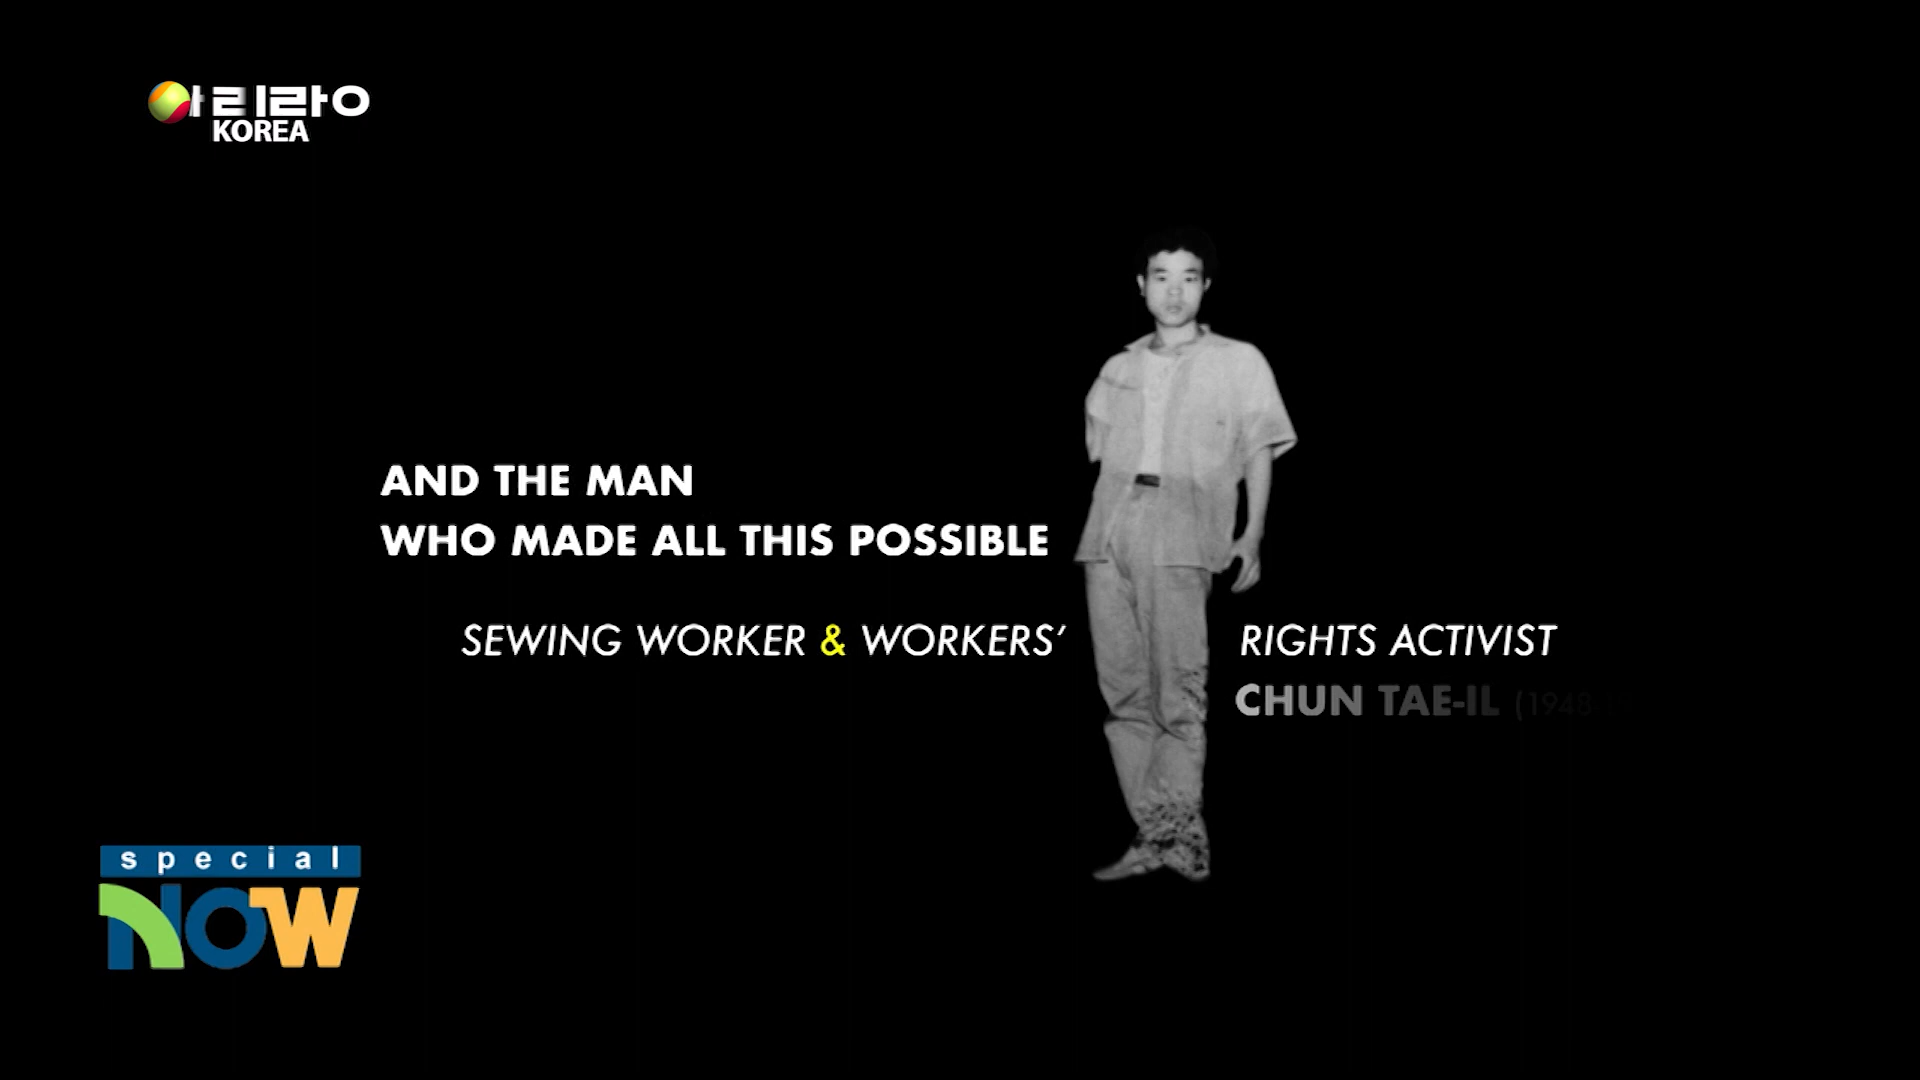 아리랑
KOREA
AND THE MAN
WHO MADE ALL THIS POSSIBLE
SEWING WORKER & WORKERS’ RIGHTS ACTIVIST
CHUN TAE-IL
special
NOW